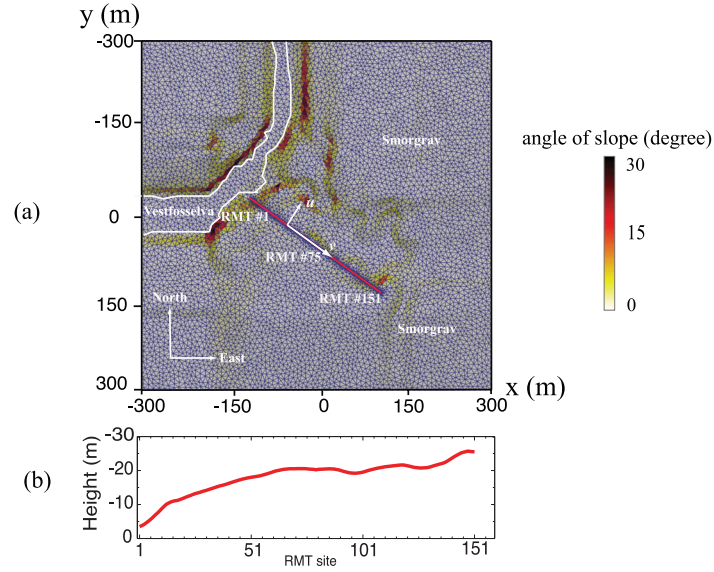 y (m)
-300
-150
0
150
300
(a)
Smorgrav
Vestfosselva
RMT #1
u
v
RMT #75
RMT #151
Smorgrav
North
East
-300
-150
0
150
300
x (m)
angle of slope (degree)
30
15
0
(b)
Height (m)
-30
-20
-10
0
1
51
101
151
RMT site